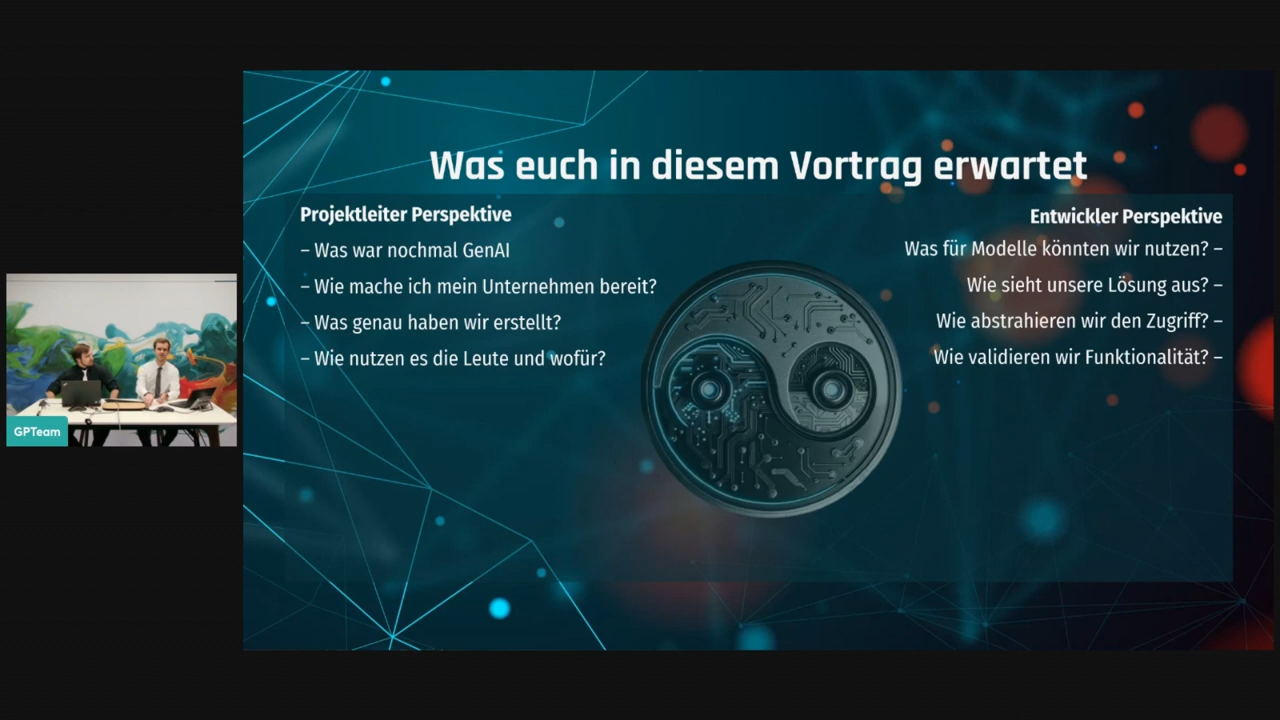 Was euch in diesem Vortrag erwartet
Projektleiter Perspektive
– Was war nochmal GenAI
– Wie mache ich mein Unternehmen bereit?
– Was genau haben wir erstellt?
– Wie nutzen es die Leute und wofür?
Entwickler Perspektive
Was für Modelle könnten wir nutzen? –
Wie sieht unsere Lösung aus? –
Wie abstrahieren wir den Zugriff? –
Wie validieren wir Funktionalität? –
GPTeam